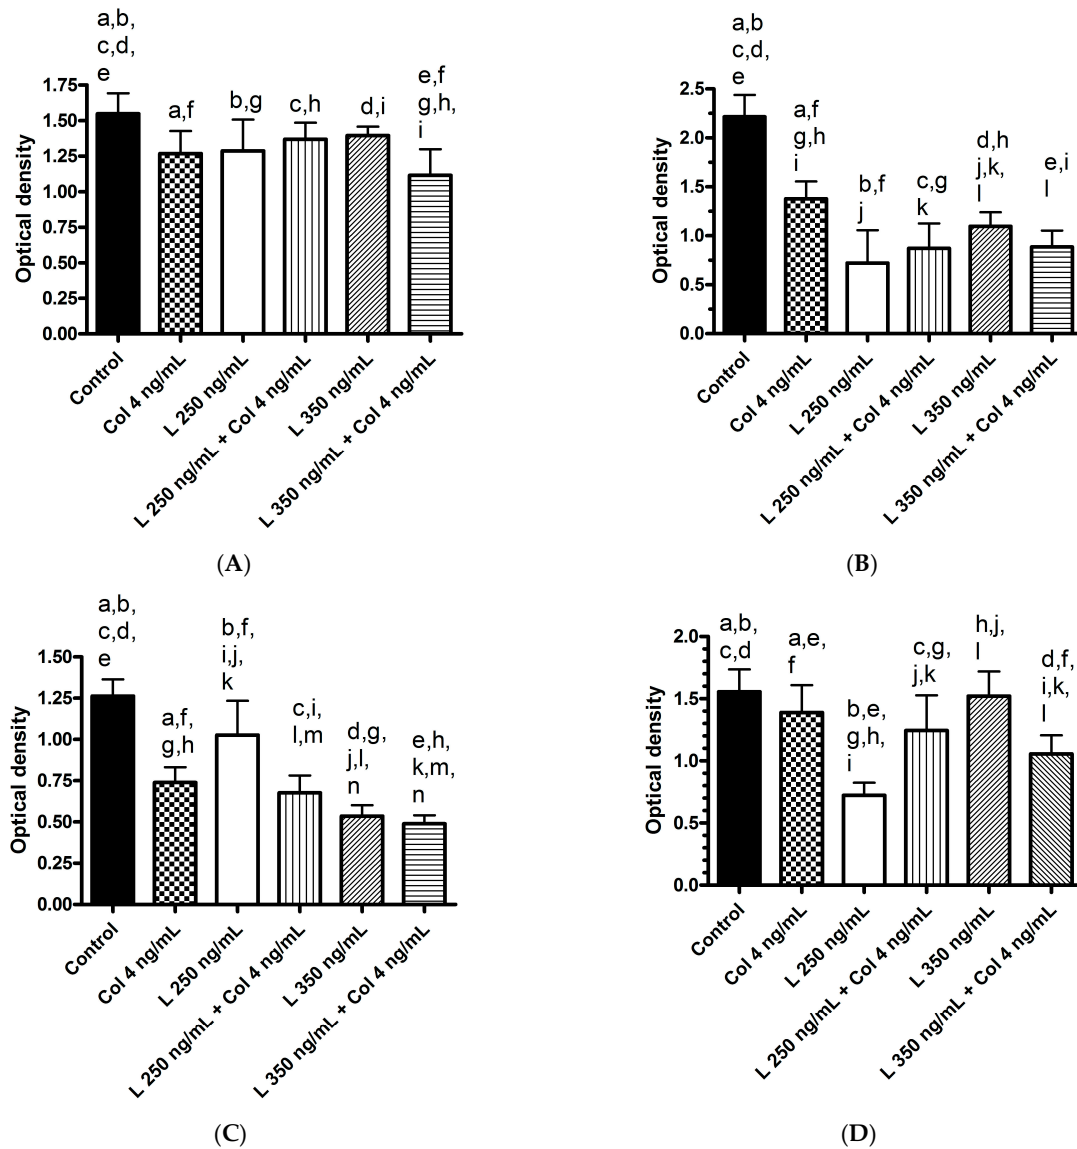 a,b,
c,d,
e
a,f
b,g
c,h
d,i
e,f
g,h,
i
1.75
1.50
1.25
1.00
0.75
0.50
0.25
0.00
Optical density
Control
Col 4 ng/mL
L 250 ng/mL
L 250 ng/mL + Col 4 ng/mL
L 350 ng/mL
L 350 ng/mL + Col 4 ng/mL
(A)
a,b
c,d,
e
a,f
g,h
i
b,f
j
c,g
k
d,h
j,k,
l
e,i
l
2.5
2.0
1.5
1.0
0.5
0.0
Optical density
Control
Col 4 ng/mL
L 250 ng/mL
L 250 ng/mL + Col 4 ng/mL
L 350 ng/mL
L 350 ng/mL + Col 4 ng/mL
(B)
a,b,
c,d,
e
a,f,
g,h
b,f,
i,j,
k
c,i,
l,m
d,g,
j,l,
n
e,h,
k,m,
n
1.50
1.25
1.00
0.75
0.50
0.25
0.00
Optical density
Control
Col 4 ng/mL
L 250 ng/mL
L 250 ng/mL + Col 4 ng/mL
L 350 ng/mL
L 350 ng/mL + Col 4 ng/mL
(C)
a,b,
c,d
a,e,
f
b,e,
g,h,
i
c,g,
j,k
h,j,
l
d,f,
i,k,
l
2.0
1.5
1.0
0.5
0.0
Optical density
Control
Col 4 ng/mL
L 250 ng/mL
L 250 ng/mL + Col 4 ng/mL
L 350 ng/mL
L 350 ng/mL + Col 4 ng/mL
(D)